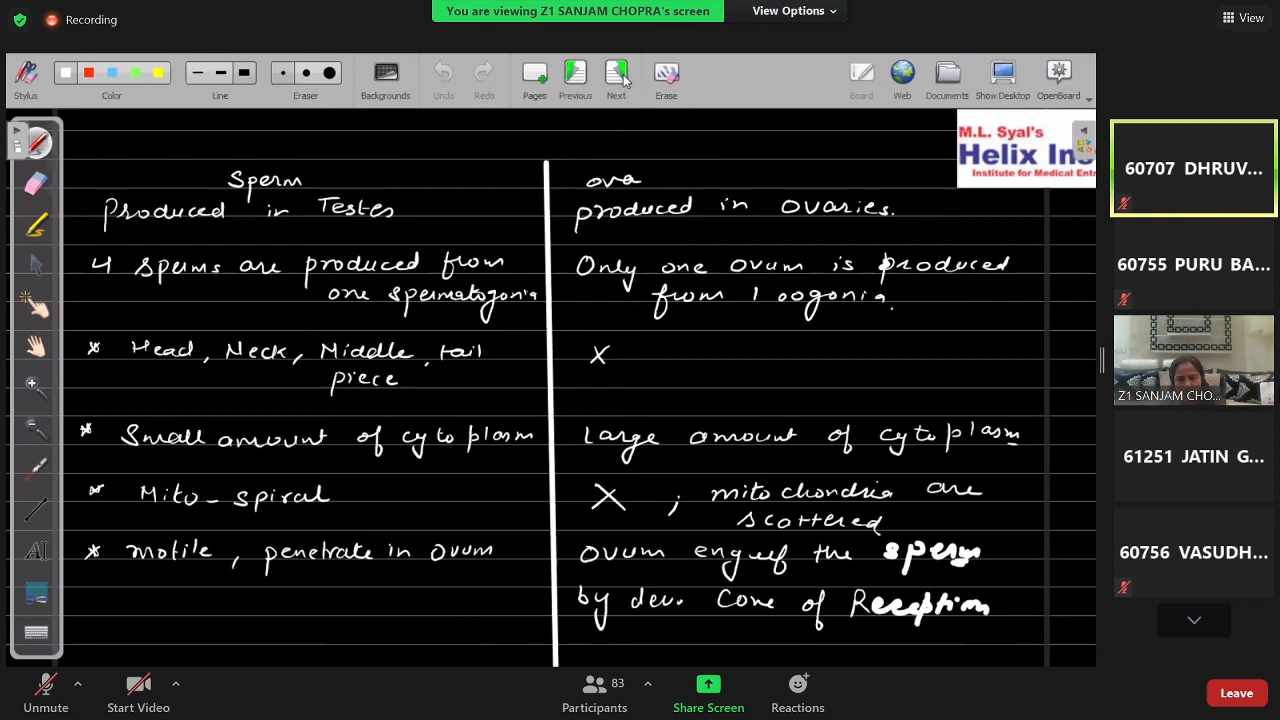 Recording
You are viewing Z1 SANJAM CHOPRA's screen
View Options
View
Stylus
Color
Line
Eraser
Backgrounds
Undo
Redo
Pages
Previous
Next
Erase
Board
Web
Documents
Show Desktop
OpenBoard
M.L. Syal's
Helix Ins
Institute for Medical Entr
Sperm
Produced in Testes
4 sperms are produced from
one spermatogonia
* Head, Neck, Middle, tail
piece
* Small amount of cytoplasm
* Mito-spiral
* motile, penetrate in ovum
ova
produced in ovaries.
Only one ovum is produced
from 1 oogonia.
X
Large amount of cytoplasm
X ; mitochondria are
scattered
Ovum engulf the sperm
by dev. Cone of Reception
AI
60707 DHRUV...
60755 PURU BA...
Z1 SANJAM CHO...
61251 JATIN G...
60756 VASUDH...
Unmute
Start Video
83
Participants
Share Screen
Reactions
Leave